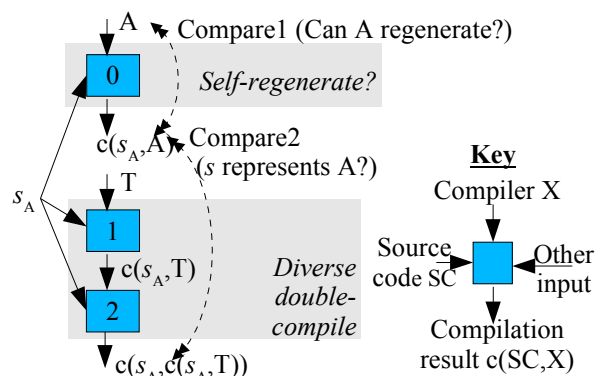 A
Compare1 (Can A regenerate?)
0
Self-regenerate?
c(sA,A)
Compare2
(s represents A?)
T
sA
1
c(sA,T)
2
Diverse
double-
compile
c(sA,c(sA,T))
Key
Compiler X
Source
code SC
Other
input
Compilation
result c(SC,X)